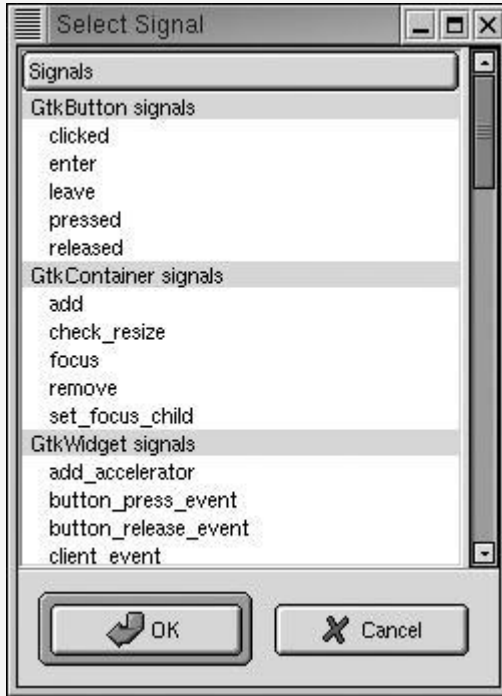 Select Signal
Signals
GtkButton signals
clicked
enter
leave
pressed
released
GtkContainer signals
add
check_resize
focus
remove
set_focus_child
GtkWidget signals
add_accelerator
button_press_event
button_release_event
client_event
OK
Cancel